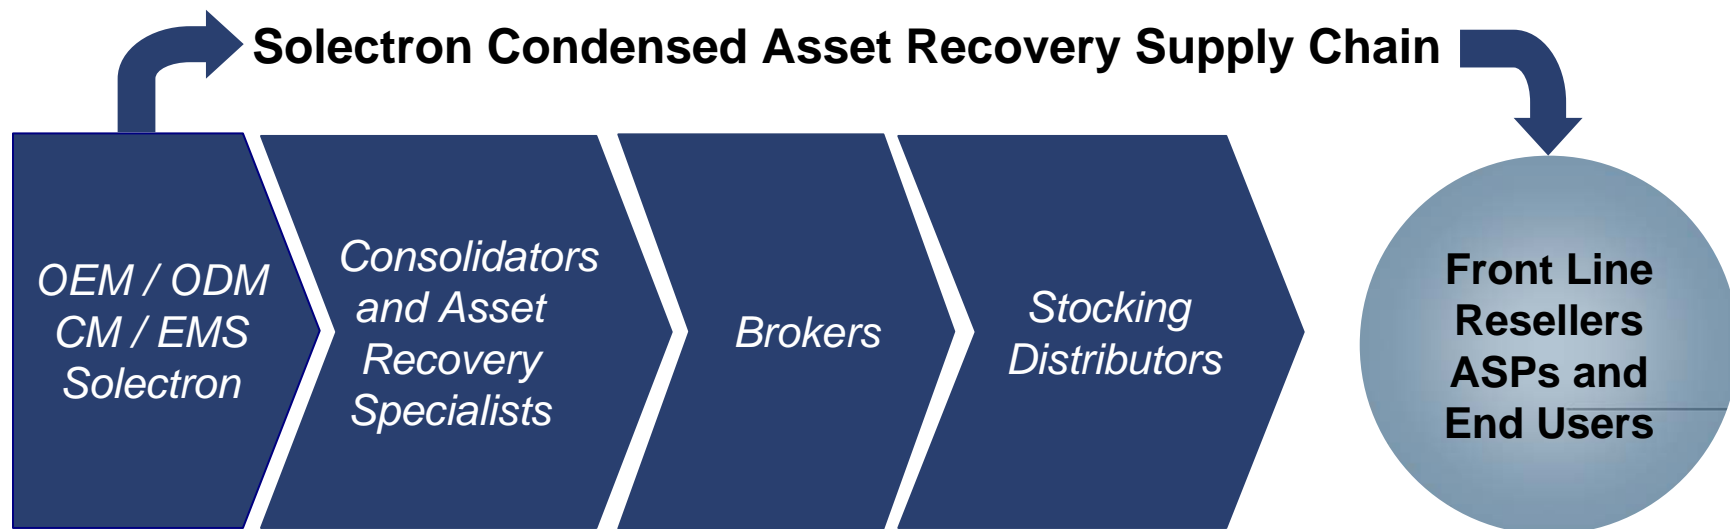 Solectron Condensed Asset Recovery Supply Chain
OEM / ODM
CM / EMS
Solectron
Consolidators
and Asset
Recovery
Specialists
Brokers
Stocking
Distributors
Front Line
Resellers
ASPs and
End Users